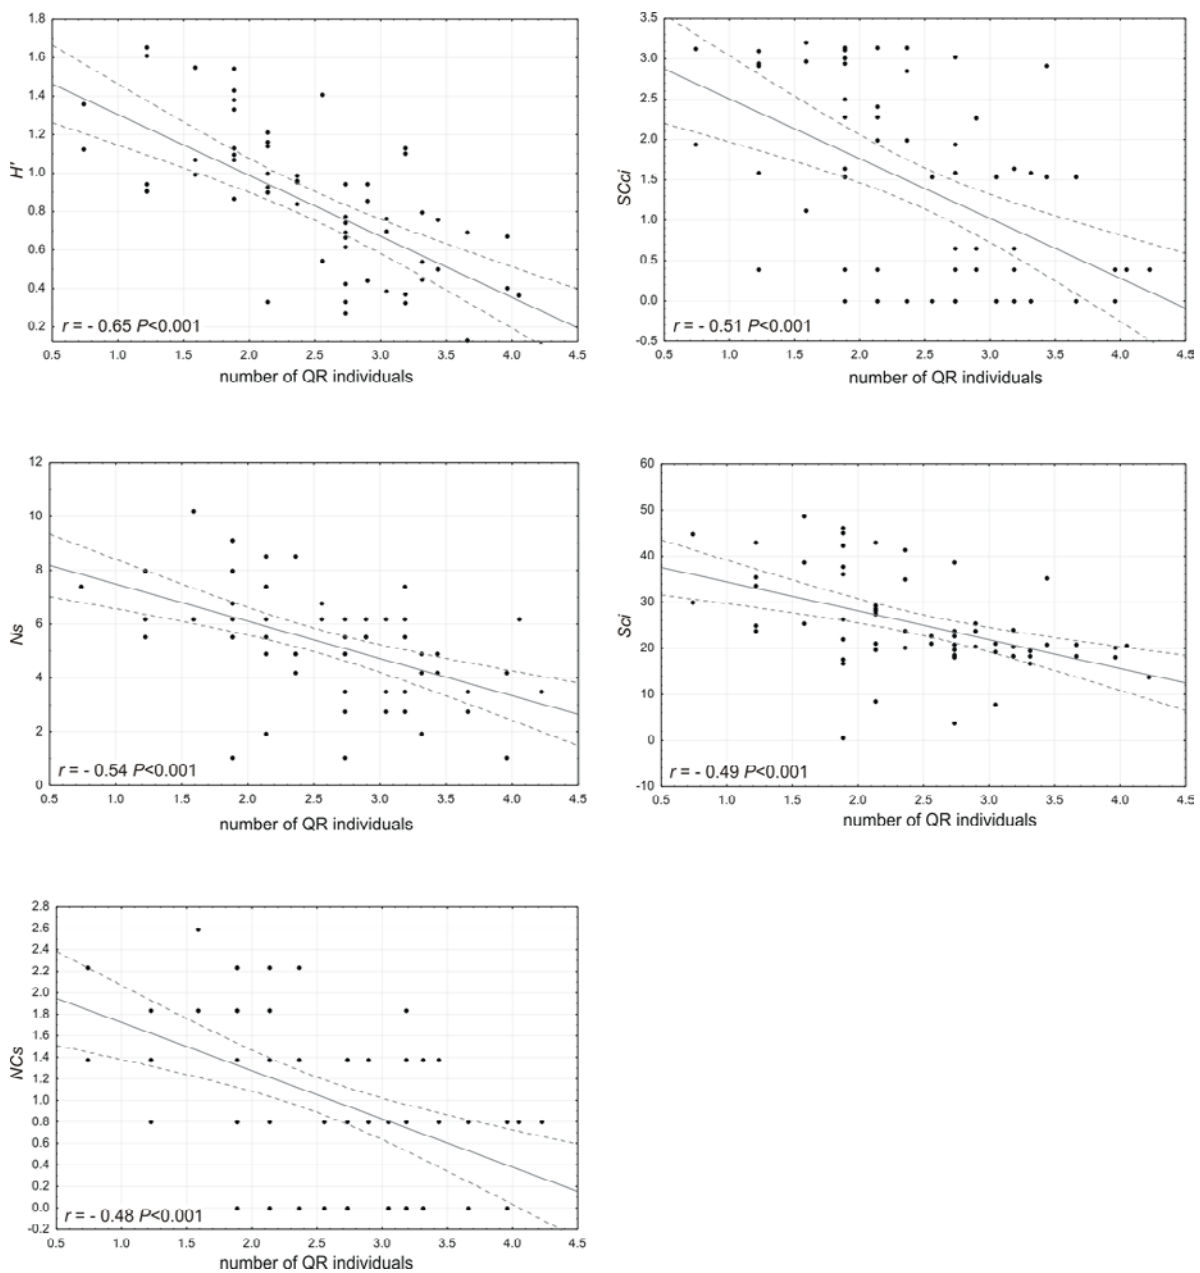 1.8
1.6
1.4
1.2
1.0
0.8
0.6
0.4
0.2
H'
r = - 0.65 P<0.001
0.5 1.0 1.5 2.0 2.5 3.0 3.5 4.0 4.5
number of QR individuals
3.5
3.0
2.5
2.0
1.5
1.0
0.5
0.0
-0.5
SCci
r = - 0.51 P<0.001
0.5 1.0 1.5 2.0 2.5 3.0 3.5 4.0 4.5
number of QR individuals
12
10
8
6
4
2
0
Ns
r = - 0.54 P<0.001
0.5 1.0 1.5 2.0 2.5 3.0 3.5 4.0 4.5
number of QR individuals
60
50
40
30
20
10
0
-10
Sci
r = - 0.49 P<0.001
0.5 1.0 1.5 2.0 2.5 3.0 3.5 4.0 4.5
number of QR individuals
2.8
2.6
2.4
2.2
2.0
1.8
1.6
1.4
1.2
1.0
0.8
0.6
0.4
0.2
0.0
-0.2
NCs
r = - 0.48 P<0.001
0.5 1.0 1.5 2.0 2.5 3.0 3.5 4.0 4.5
number of QR individuals